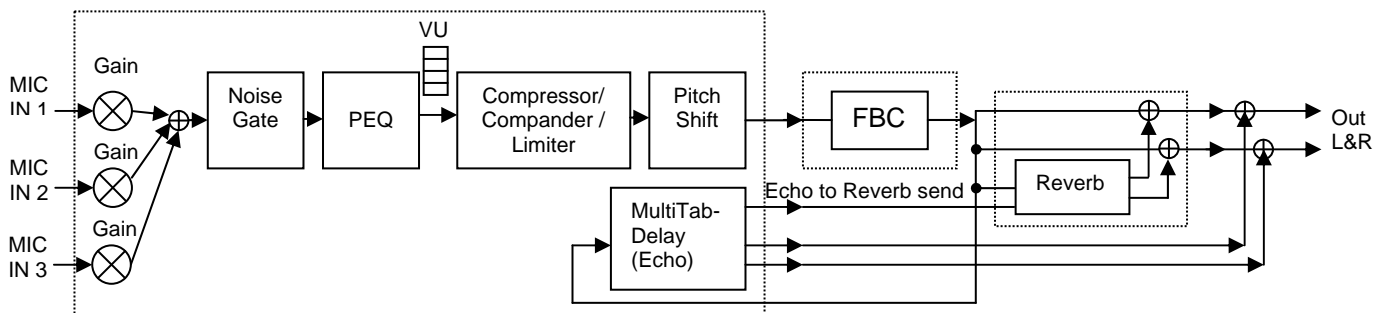 VU
Gain
MIC
IN 1
Noise
Gate
PEQ
Compressor/
Compander /
Limiter
Pitch
Shift
FBC
Out
L&R
Gain
MIC
IN 2
Echo to Reverb send
Reverb
Gain
MIC
IN 3
MultiTab-
Delay
(Echo)